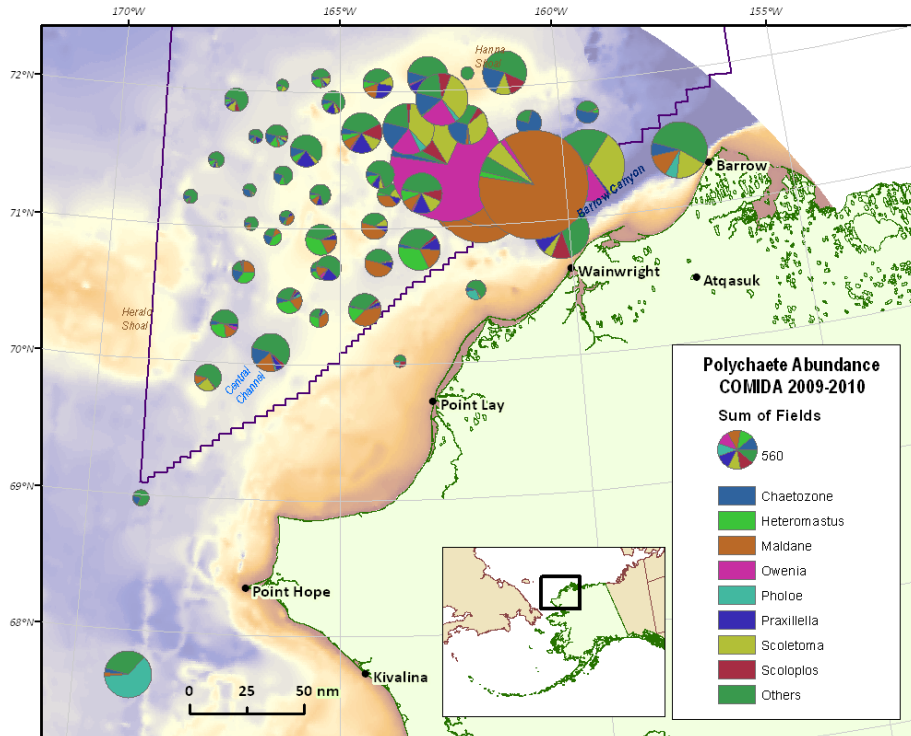 170°W
165°W
160°W
155°W
72°N
71°N
70°N
69°N
68°N
Hanna
Shoal
Barrow Canyon
Barrow
Wainwright
Atqasuk
Herald
Shoal
Central
Channel
Point Lay
Point Hope
Kivalina
0 25 50 nm
Polychaete Abundance
COMIDA 2009-2010
Sum of Fields
560
Chaetozone
Heteromastus
Maldane
Owenia
Pholoe
Praxillella
Scoletoma
Scoloplos
Others